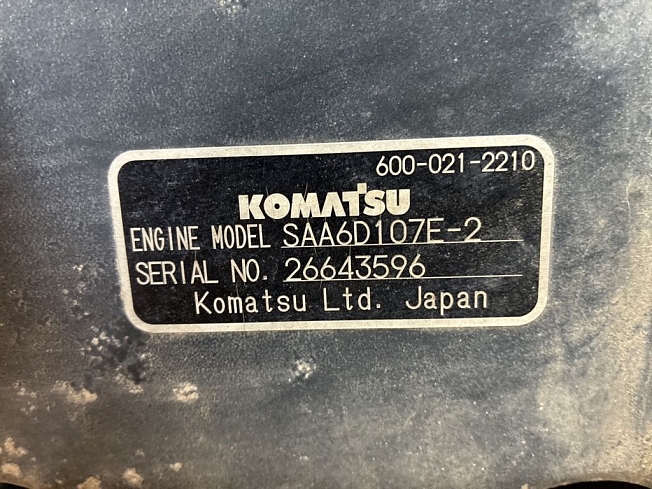 600-021-2210
KOMATSU
ENGINE MODEL SAA6D107E-2
SERIAL NO. 26643596
Komatsu Ltd. Japan